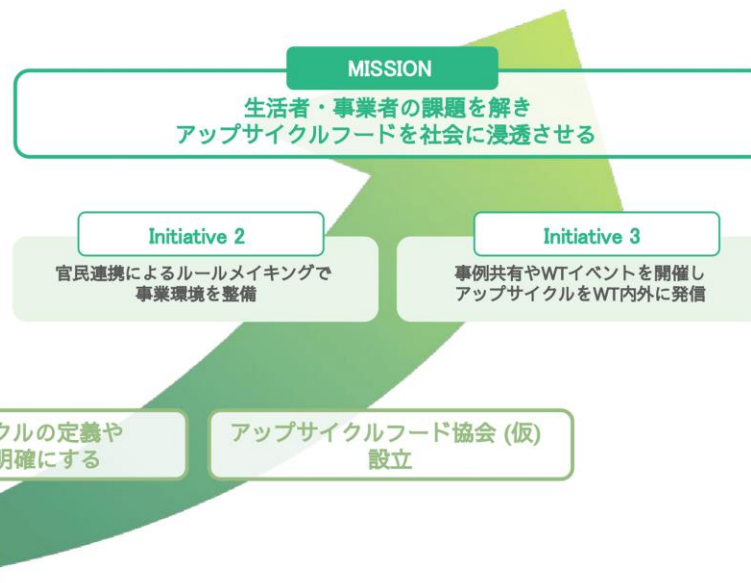 MISSION
生活者・事業者の課題を解き
アップサイクルフードを社会に浸透させる
Initiative 2
官民連携によるルールメイキングで
事業環境を整備
Initiative 3
事例共有やWTイベントを開催し
アップサイクルをWT内外に発信
クルの定義や
明確にする
アップサイクルフード協会 (仮)
設立